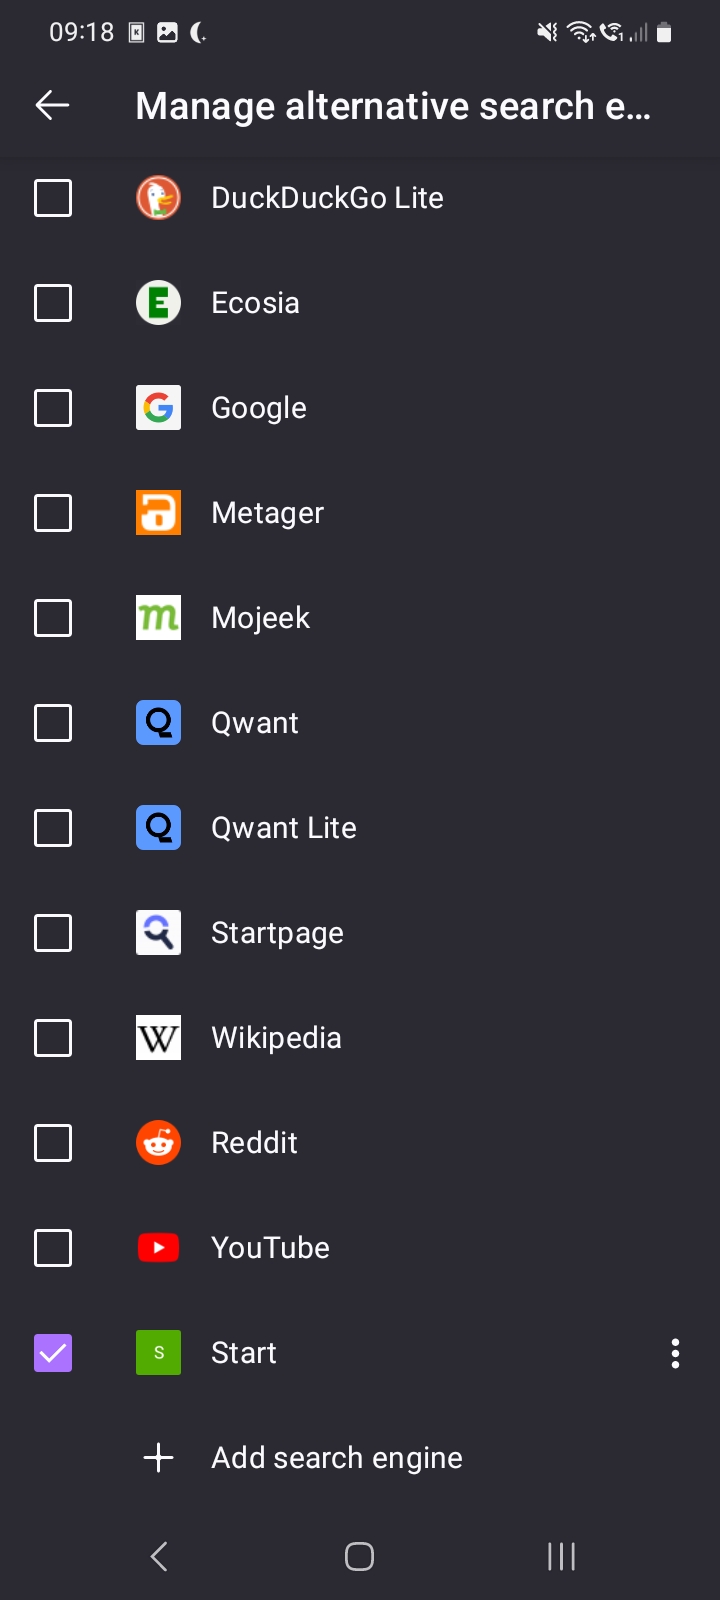 09:18
Manage alternative search e...
DuckDuckGo Lite
Ecosia
Google
Metager
Mojeek
Qwant
Qwant Lite
Startpage
Wikipedia
Reddit
YouTube
S Start
Add search engine